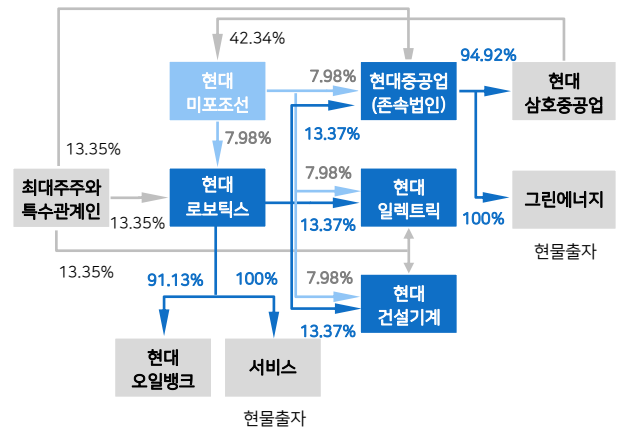 42.34%
94.92%
현대
미포조선
7.98%
현대중공업
(존속법인)
현대
삼호중공업
13.35%
7.98%
13.37%
최대주주와
특수관계인
현대
로보틱스
7.98%
현대
일렉트릭
그린에너지
13.35%
13.37%
100%
현물출자
13.35%
91.13%
100%
7.98%
현대
건설기계
13.37%
현대
오일뱅크
서비스
현물출자